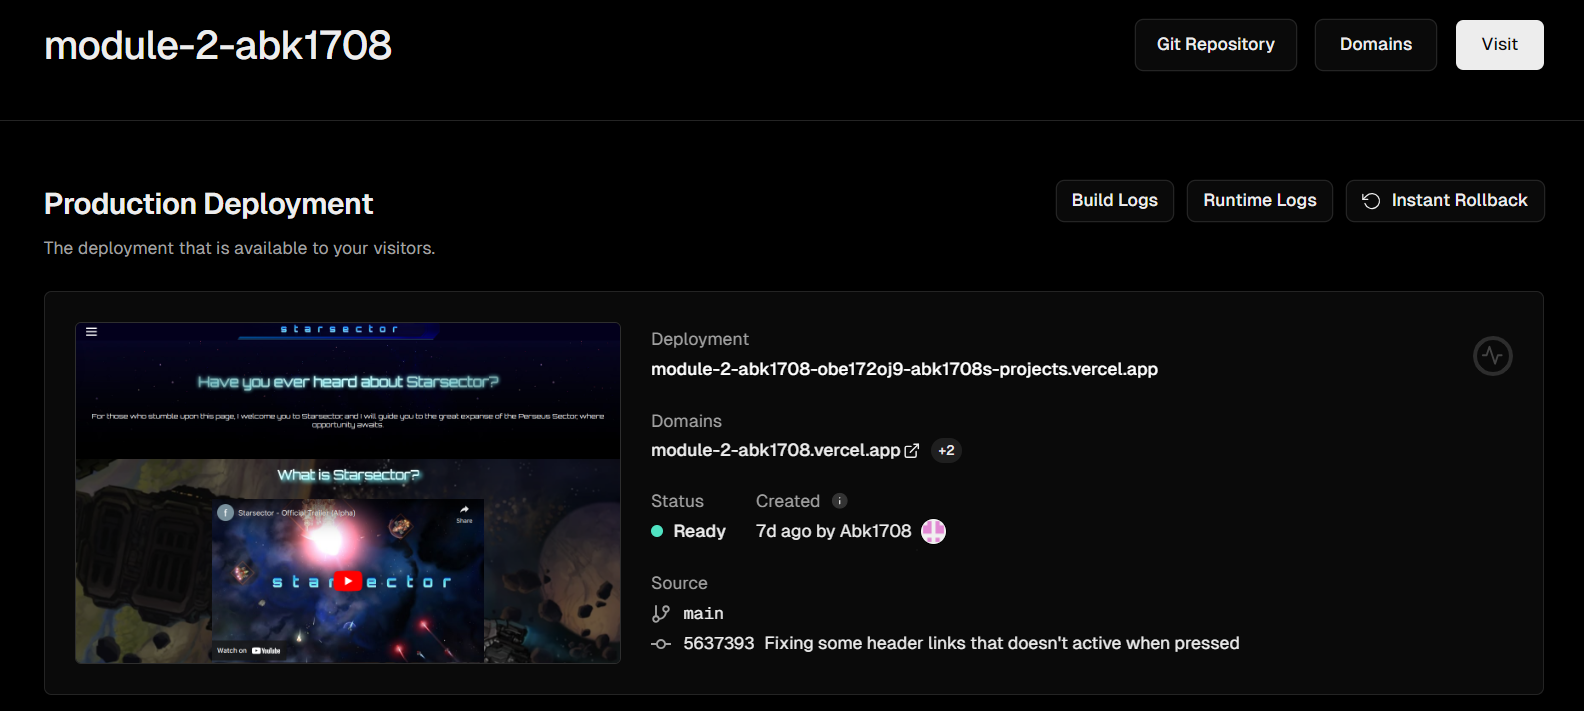 module-2-abk1708
Git Repository
Domains
Visit
Production Deployment
The deployment that is available to your visitors.
Build Logs
Runtime Logs
Instant Rollback
starsector
Have you ever heard about Starsector?
For those who stumble upon this page, I welcome you to Starsector, and I will guide you to the great expanse of the Perseus Sector, where
opportunity awaits.
What is Starsector?
f
Starsector - Official Trailer (Alpha)
Share
starsector
Watch on YouTube
Deployment
module-2-abk1708-obe172oj9-abk1708s-projects.vercel.app
Domains
module-2-abk1708.vercel.app +2
Status Created
Ready 7d ago by Abk1708
Source
main
5637393 Fixing some header links that doesn't active when pressed